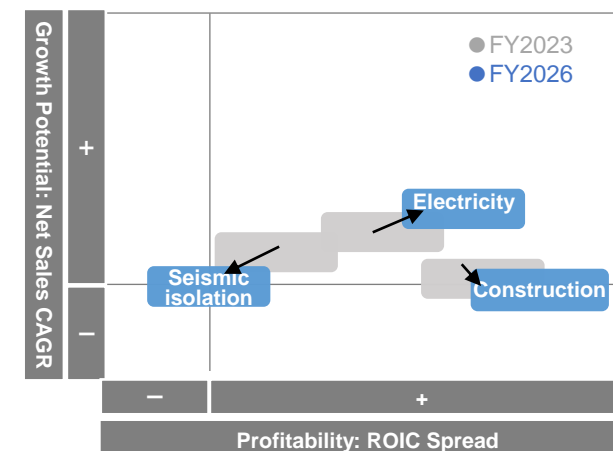 FY2023
FY2026
Growth Potential: Net Sales CAGR
+
Electricity
Seismic
isolation
Construction
−
− +
Profitability: ROIC Spread